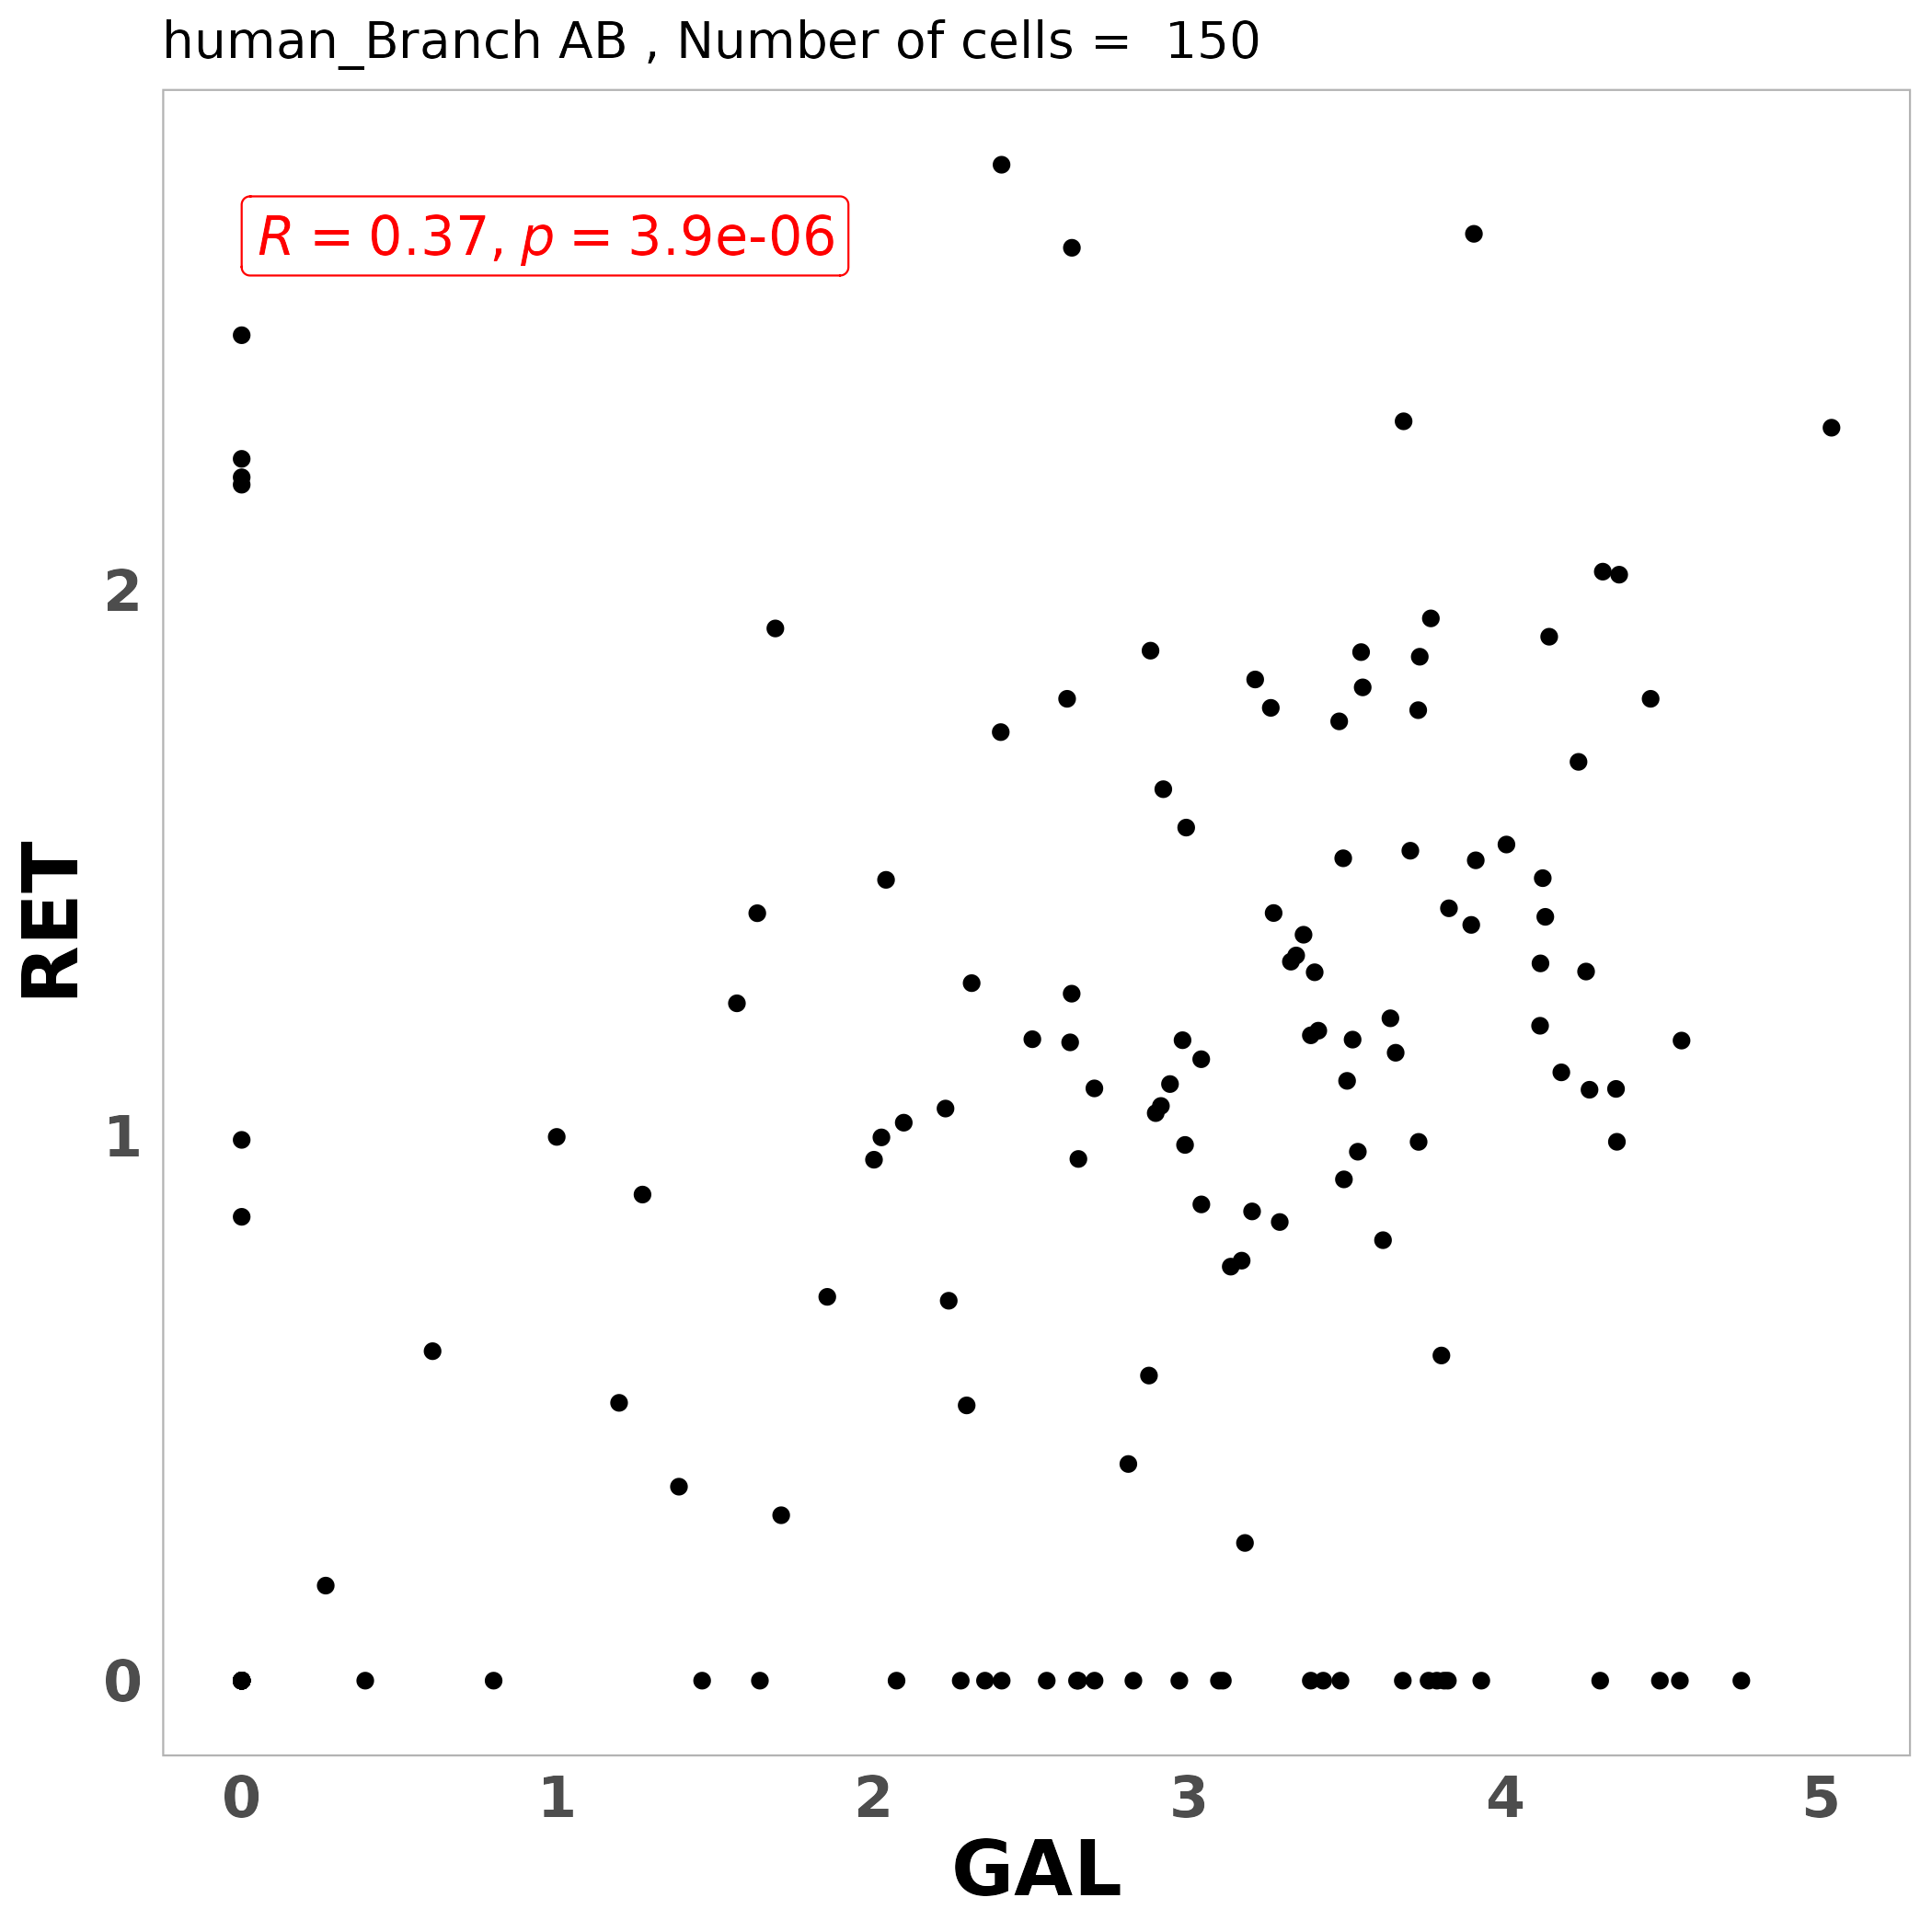 human_Branch AB , Number of cells =  150
R = 0.37, p = 3.9e-06
RET
2
1
0
0 1 2 3 4 5
GAL